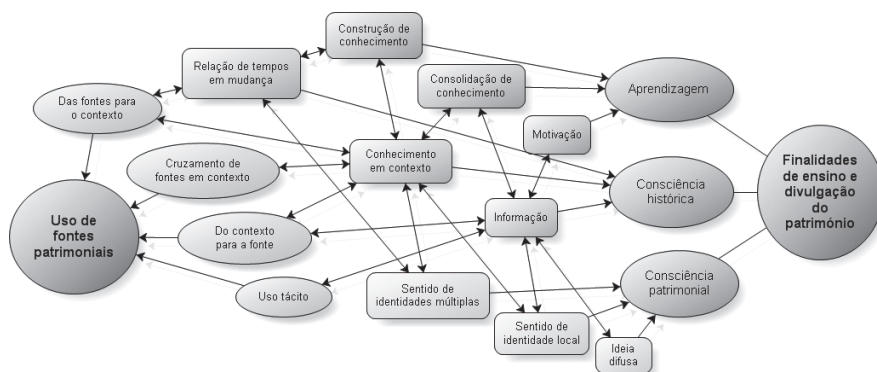 Construção de
conhecimento
Relação de tempos
em mudança
Consolidação de
conhecimento
Aprendizagem
Das fontes para
o contexto
Motivação
Cruzamento de
fontes em contexto
Conhecimento
em contexto
Finalidades
de ensino e
divulgação
do
património
Consciência
histórica
Uso de
fontes
patrimoniais
Do contexto
para a fonte
Informação
Uso tácito
Sentido de
identidades múltiplas
Consciência
patrimonial
Sentido de
identidade local
Ideia
difusa